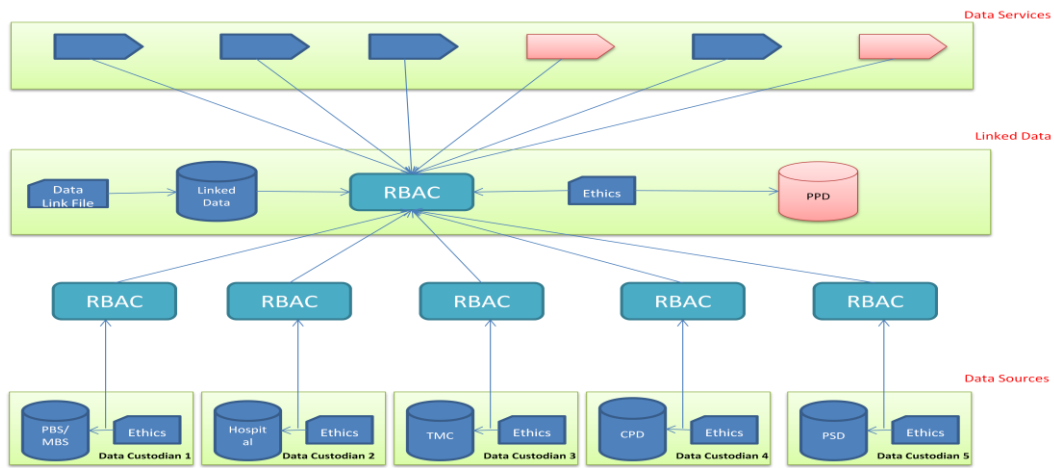 Data Services
Linked Data
Data
Link File
Linked
Data
RBAC
Ethics
PPD
RBAC
RBAC
RBAC
RBAC
RBAC
Data Sources
PBS/
MBS
Ethics
Data Custodian 1
Hospit
al
Ethics
Data Custodian 2
TMC
Ethics
Data Custodian 3
CPD
Ethics
Data Custodian 4
PSD
Ethics
Data Custodian 5